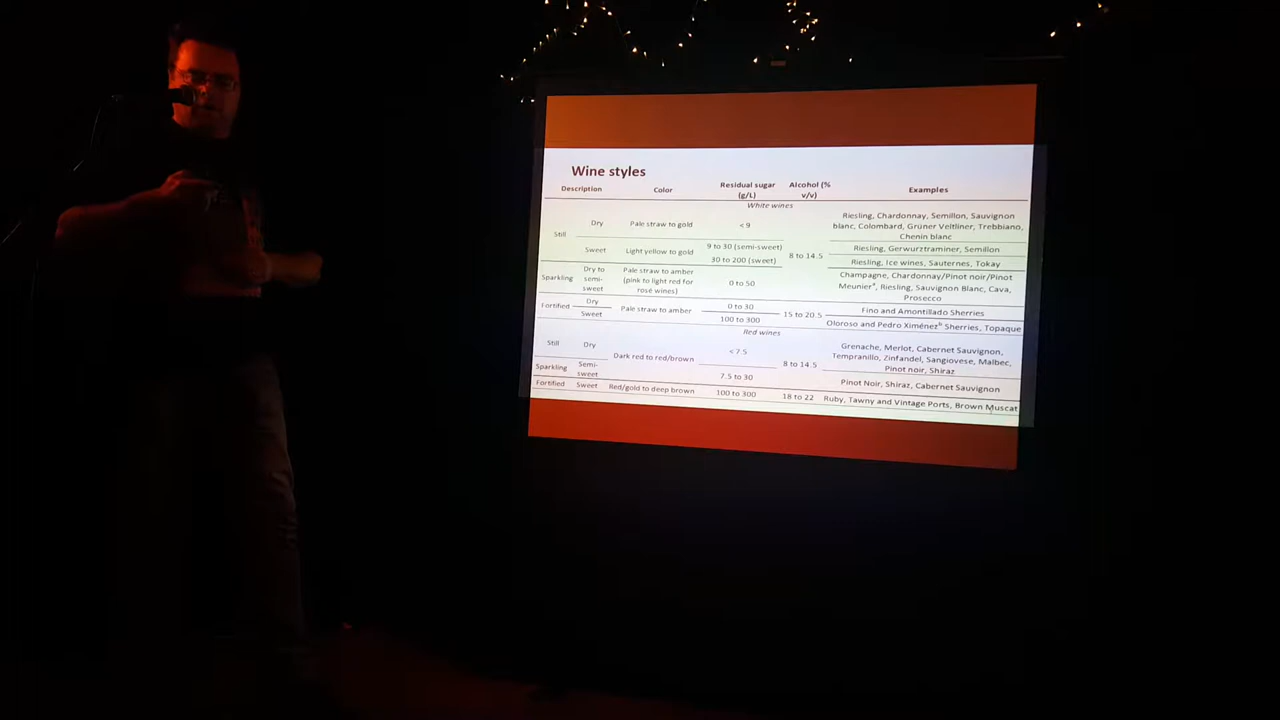 Wine styles
Description Color Residual sugar (g/L) Alcohol (% v/v) Examples
White wines
Still Dry Pale straw to gold < 9 8 to 14.5 Riesling, Chardonnay, Semillon, Sauvignon
blanc, Colombard, Grüner Veltliner, Trebbiano,
Chenin blanc
Sweet Light yellow to gold 9 to 30 (semi-sweet) Riesling, Gerwurztraminer, Semillon
30 to 200 (sweet) Riesling, Ice wines, Sauternes, Tokay
Sparkling Dry to semi-sweet Pale straw to amber (pink to light red for rosé wines) 0 to 50 Champagne, Chardonnay/Pinot noir/Pinot
Meunier, Riesling, Sauvignon Blanc, Cava,
Prosecco
Fortified Dry Pale straw to amber 0 to 30 15 to 20.5 Fino and Amontillado Sherries
Sweet 100 to 300 Oloroso and Pedro Ximénez Sherries, Topaque
Red wines
Still Dry Dark red to red/brown < 7.5 8 to 14.5 Grenache, Merlot, Cabernet Sauvignon,
Tempranillo, Zinfandel, Sangiovese, Malbec,
Pinot noir, Shiraz
Sparkling Semi-sweet 7.5 to 30 Pinot Noir, Shiraz, Cabernet Sauvignon
Fortified Sweet Red/gold to deep brown 100 to 300 18 to 22 Ruby, Tawny and Vintage Ports, Brown Muscat